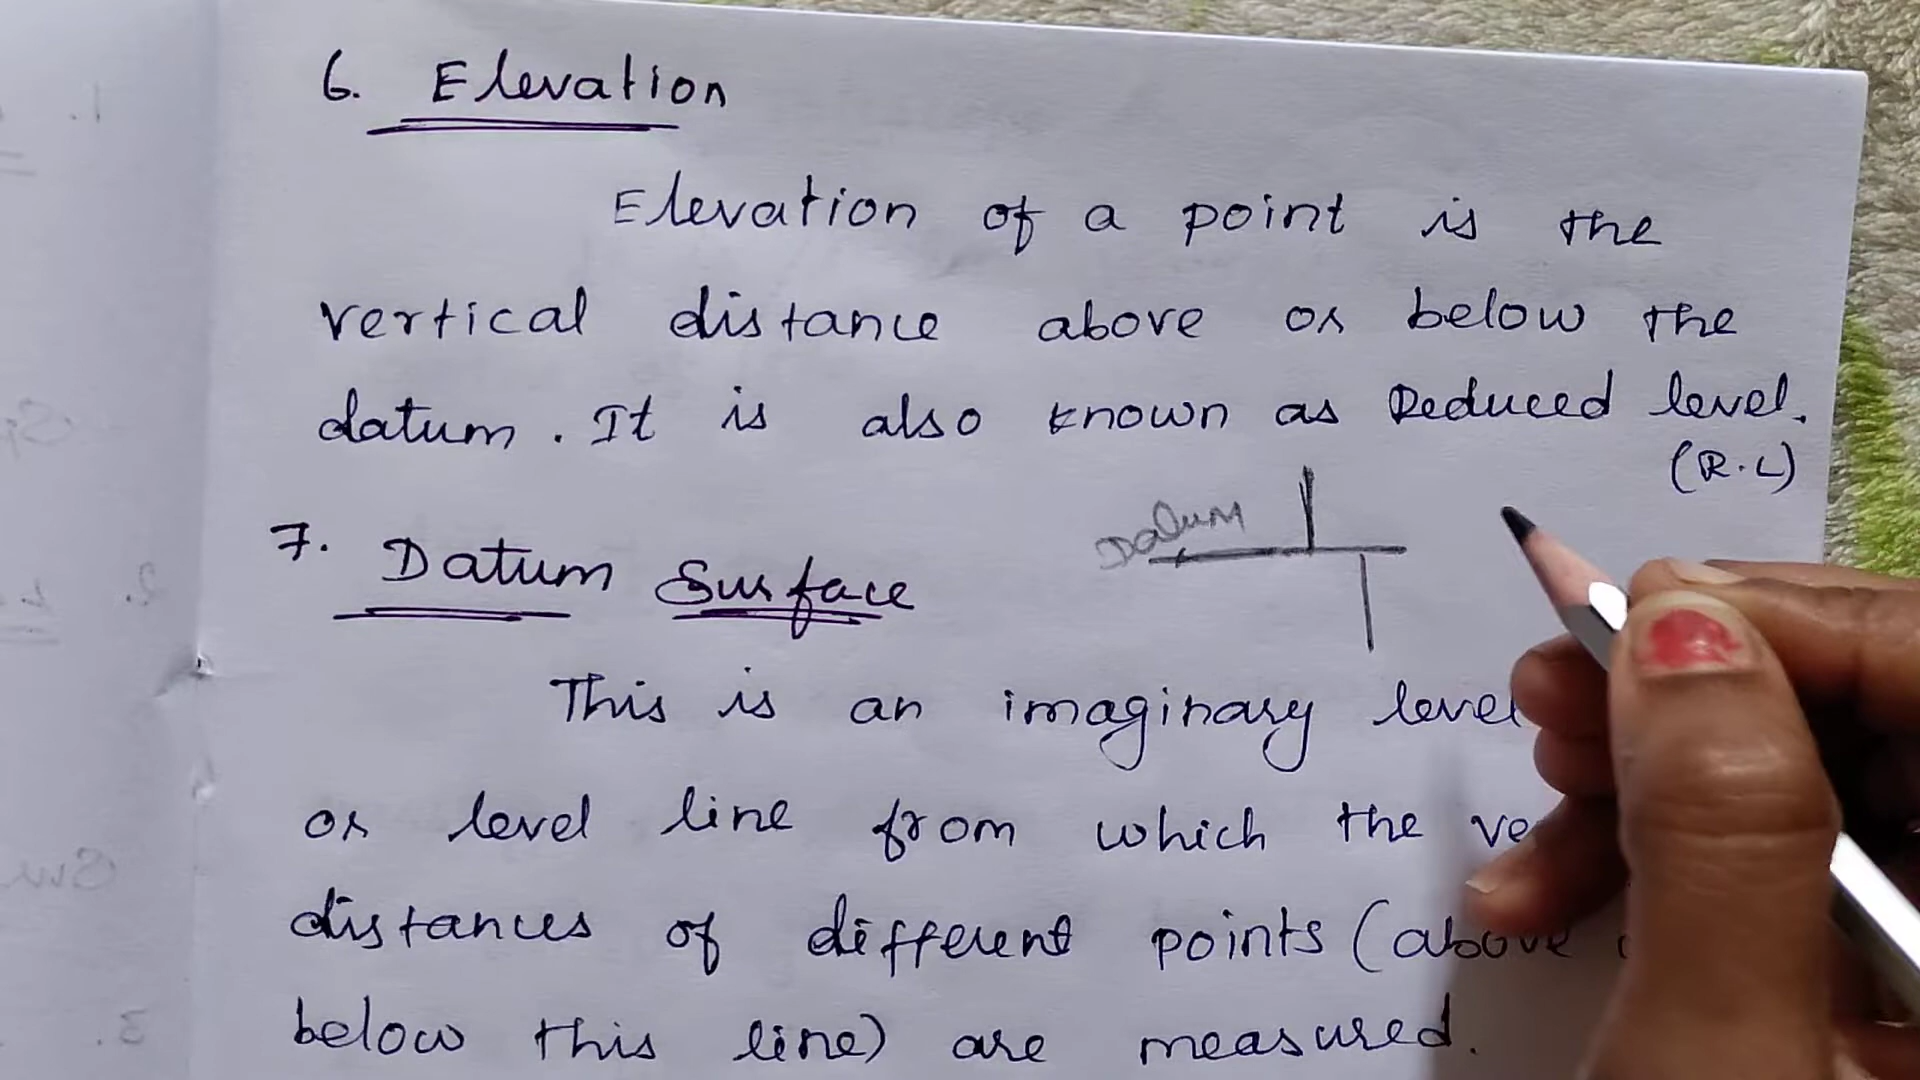 6. Elevation
Elevation of a point is the
vertical distance above or below the
datum. It is also known as Reduced level.
(R.L)
Datum
7. Datum Surface
This is an imaginary level
or level line from which the
distances of different points (above
below this line) are measured.